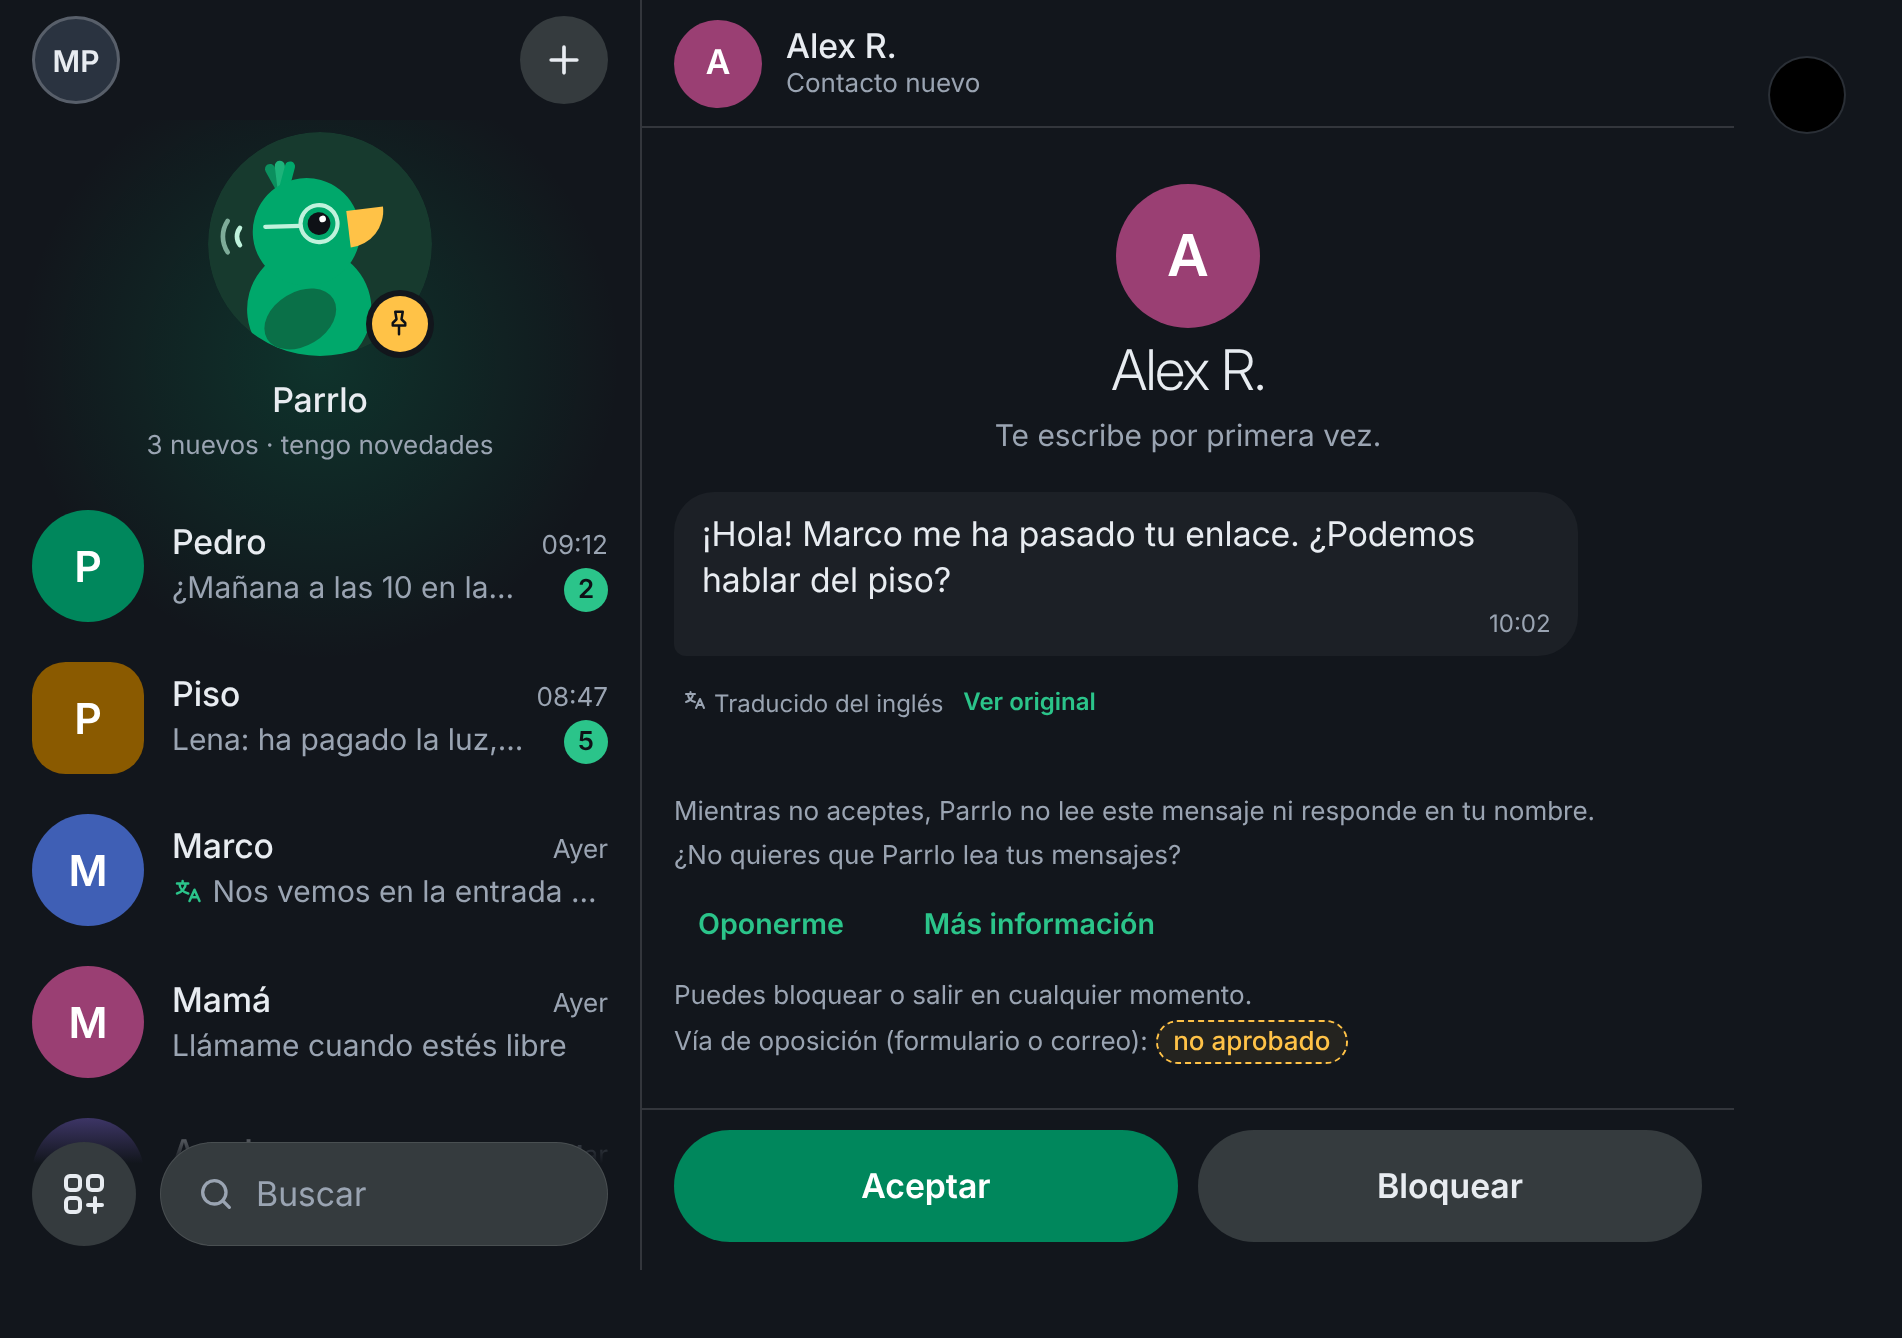 MP
Parrlo
3 nuevos · tengo novedades
P
Pedro
09:12
¿Mañana a las 10 en la...
2
P
Piso
08:47
Lena: ha pagado la luz,...
5
M
Marco
Ayer
Nos vemos en la entrada ...
M
Mamá
Ayer
Llámame cuando estés libre
Buscar
A
Alex R.
Contacto nuevo
A
Alex R.
Te escribe por primera vez.
¡Hola! Marco me ha pasado tu enlace. ¿Podemos
hablar del piso?
10:02
Traducido del inglés Ver original
Mientras no aceptes, Parrlo no lee este mensaje ni responde en tu nombre.
¿No quieres que Parrlo lea tus mensajes?
Oponerme Más información
Puedes bloquear o salir en cualquier momento.
Vía de oposición (formulario o correo): no aprobado
Aceptar Bloquear